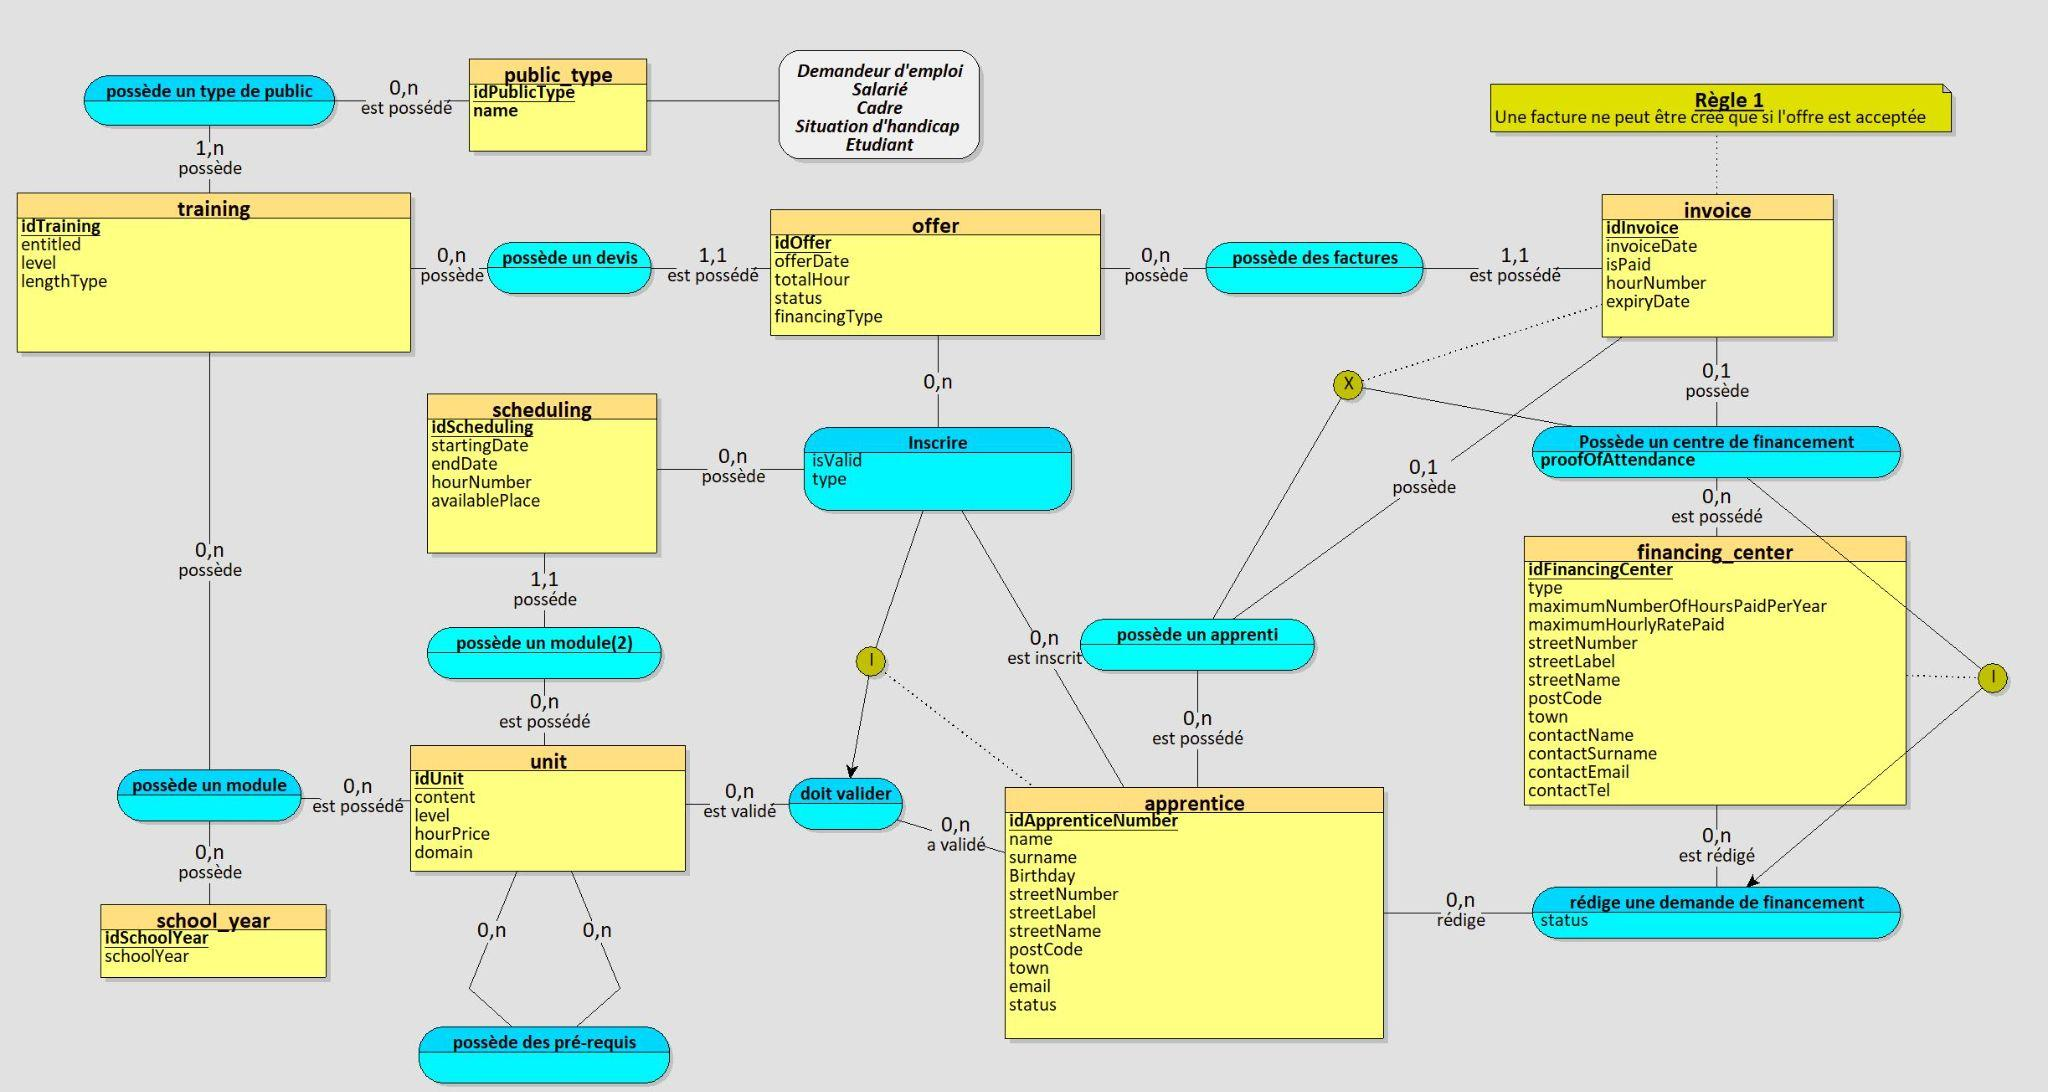 possède un type de public
0,n
est possédé
public_type
idPublicType
name
Demandeur d'emploi
Salarié
Cadre
Situation d'handicap
Etudiant
Règle 1
Une facture ne peut être créé que si l'offre est acceptée
1,n
possède
training
idTraining
entitled
level
lengthType
0,n
possède
possède un devis
1,1
est possédé
offer
idOffer
offerDate
totalHour
status
financingType
0,n
possède
possède des factures
1,1
est possédé
invoice
idInvoice
invoiceDate
isPaid
hourNumber
expiryDate
0,n
X
0,1
possède
scheduling
idScheduling
startingDate
endDate
hourNumber
availablePlace
0,n
possède
Inscrire
isValid
type
0,1
possède
Possède un centre de financement
proofOfAttendance
0,n
est possédé
0,n
possède
1,1
posséde
possède un module(2)
0,n
est possédé
I
0,n
est inscrit
possède un apprenti
0,n
est possédé
financing_center
idFinancingCenter
type
maximumNumberOfHoursPaidPerYear
maximumHourlyRatePaid
streetNumber
streetLabel
streetName
postCode
town
contactName
contactSurname
contactEmail
contactTel
I
possède un module
0,n
est possédé
unit
idUnit
content
level
hourPrice
domain
0,n
est validé
doit valider
0,n
a validé
apprentice
idApprenticeNumber
name
surname
Birthday
streetNumber
streetLabel
streetName
postCode
town
email
status
0,n
est rédigé
0,n
rédige
rédige une demande de financement
status
0,n
possède
school_year
idSchoolYear
schoolYear
0,n
0,n
possède des pré-requis